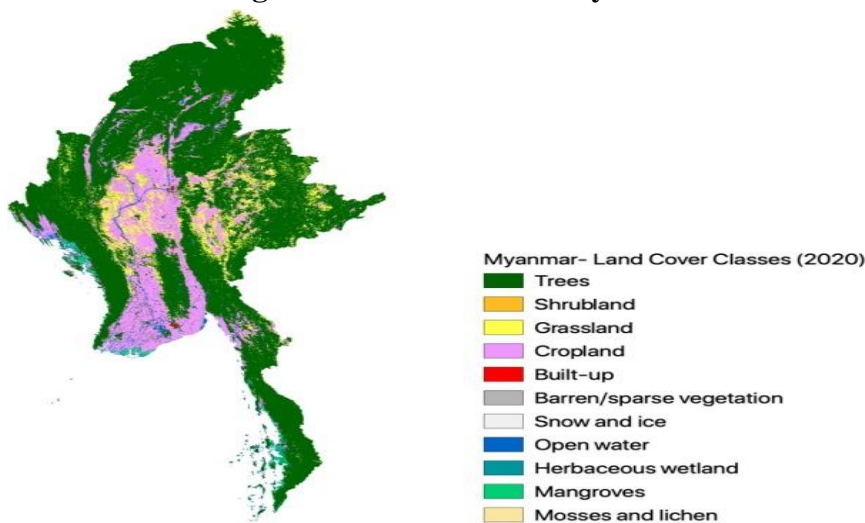 Myanmar- Land Cover Classes (2020)
Trees
Shrubland
Grassland
Cropland
Built-up
Barren/sparse vegetation
Snow and ice
Open water
Herbaceous wetland
Mangroves
Mosses and lichen